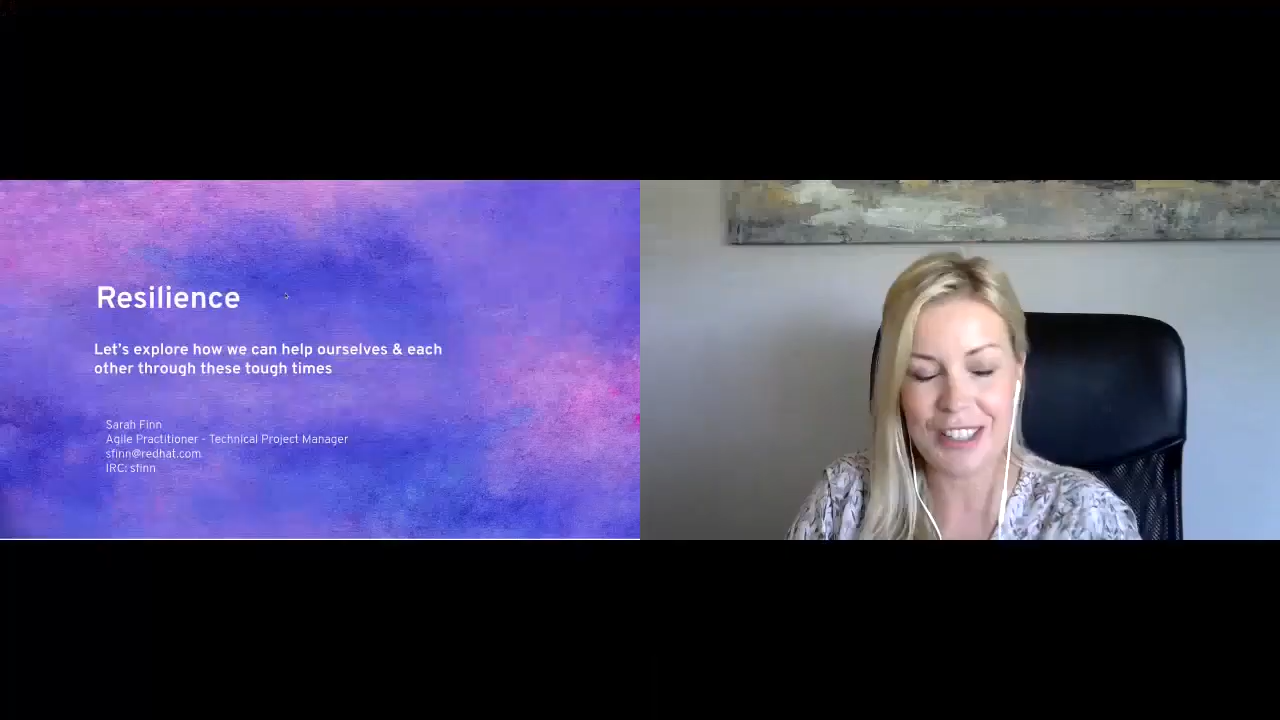 Resilience
Let's explore how we can help ourselves & each
other through these tough times
Sarah Finn
Agile Practitioner - Technical Project Manager
sfinn@redhat.com
IRC: sfinn